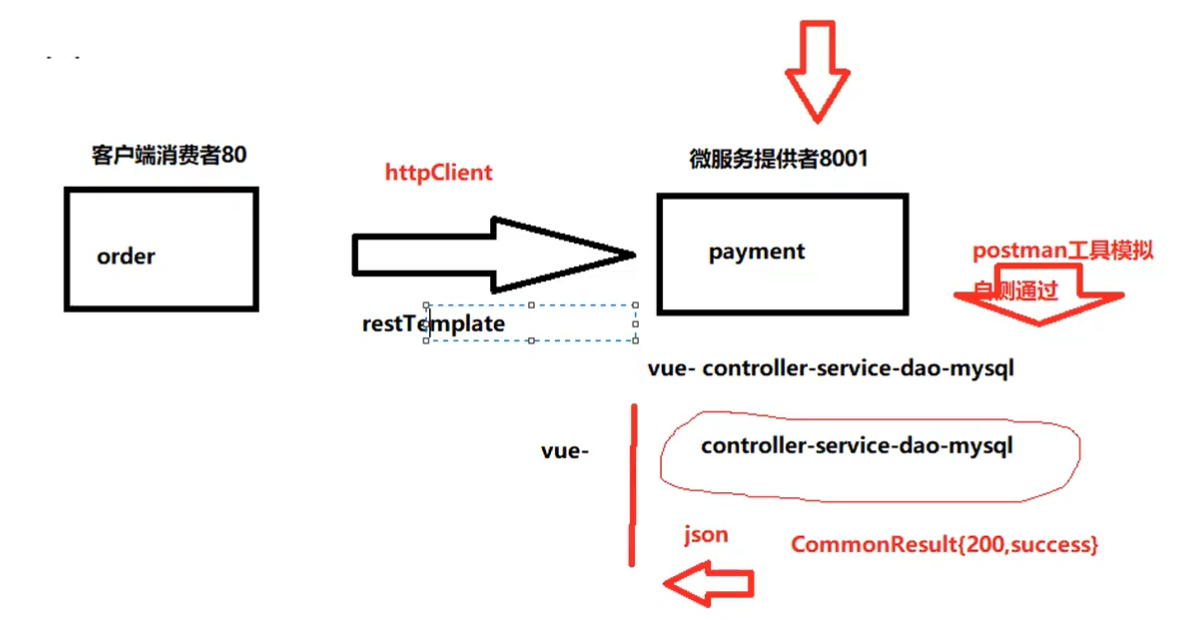 客户端消费者80
httpClient
微服务提供者8001
order
payment
postman工具模拟
自测通过
restTemplate
vue- controller-service-dao-mysql
vue-
controller-service-dao-mysql
json
CommonResult{200,success}